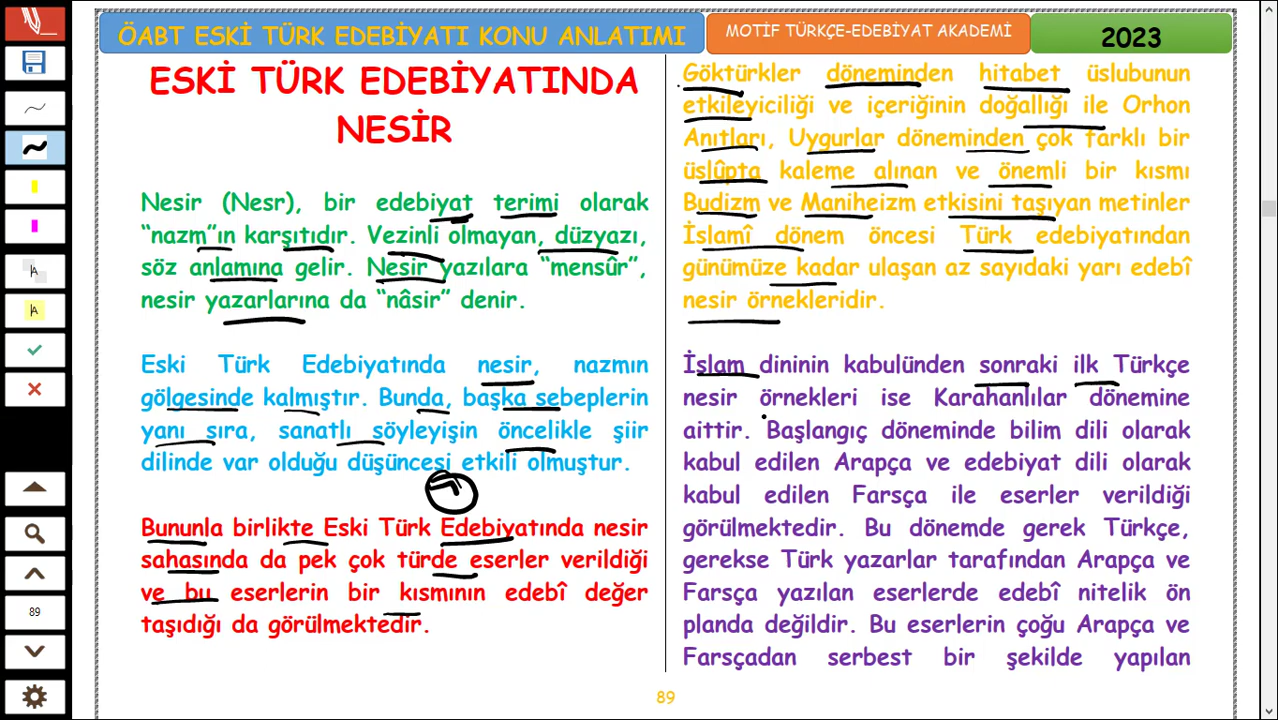 ÖABT ESKİ TÜRK EDEBİYATI KONU ANLATIMI
MOTİF TÜRKÇE-EDEBİYAT AKADEMİ
2023
ESKİ TÜRK EDEBİYATINDA
NESİR
Nesir (Nesr), bir edebiyat terimi olarak
“nazm”ın karşıtıdır. Vezinli olmayan, düzyazı,
söz anlamına gelir. Nesir yazılara “mensûr”,
nesir yazarlarına da “nâsir” denir.
Eski Türk Edebiyatında nesir, nazmın
gölgesinde kalmıştır. Bunda, başka sebeplerin
yanı sıra, sanatlı söyleyişin öncelikle şiir
dilinde var olduğu düşüncesi etkili olmuştur.
Bununla birlikte Eski Türk Edebiyatında nesir
sahasında da pek çok türde eserler verildiği
ve bu eserlerin bir kısmının edebî değer
taşıdığı da görülmektedir.
Göktürkler döneminden hitabet üslubunun
etkileyiciliği ve içeriğinin doğallığı ile Orhon
Anıtları, Uygurlar döneminden çok farklı bir
üslûpta kaleme alınan ve önemli bir kısmı
Budizm ve Maniheizm etkisini taşıyan metinler
İslamî dönem öncesi Türk edebiyatından
günümüze kadar ulaşan az sayıdaki yarı edebî
nesir örnekleridir.
İslam dininin kabulünden sonraki ilk Türkçe
nesir örnekleri ise Karahanlılar dönemine
aittir. Başlangıç döneminde bilim dili olarak
kabul edilen Arapça ve edebiyat dili olarak
kabul edilen Farsça ile eserler verildiği
görülmektedir. Bu dönemde gerek Türkçe,
gerekse Türk yazarlar tarafından Arapça ve
Farsça yazılan eserlerde edebî nitelik ön
planda değildir. Bu eserlerin çoğu Arapça ve
Farsçadan serbest bir şekilde yapılan
89
89